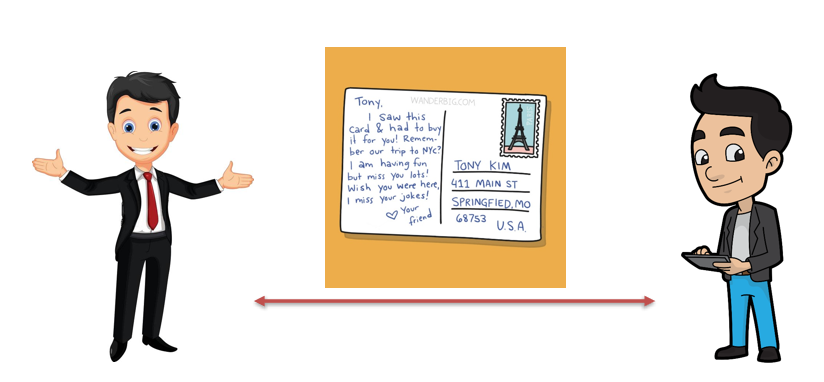 WANDERBIG.COM
Tony,
I saw this
card & had to buy
it for you! Remem-
ber our trip to NYC?
I am having fun
but miss you lots!
Wish you were here,
I miss your jokes!
♡ Your
friend
TONY KIM
411 MAIN ST
SPRINGFIED, MO
68753
U.S.A.